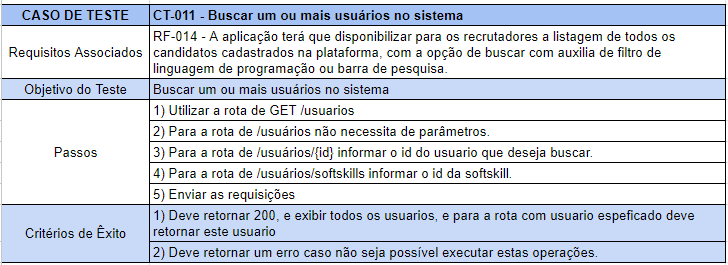 CASO DE TESTE
CT-011 - Buscar um ou mais usuários no sistema
Requisitos Associados
RF-014 - A aplicação terá que disponibilizar para os recrutadores a listagem de todos os
candidatos cadastrados na plataforma, com a opção de buscar com auxilia de filtro de
linguagem de programação ou barra de pesquisa.
Objetivo do Teste
Buscar um ou mais usuários no sistema
Passos
1) Utilizar a rota de GET /usuarios
2) Para a rota de /usuários não necessita de parâmetros.
3) Para a rota de /usuários/{id} informar o id do usuario que deseja buscar.
4) Para a rota de /usuários/softskills informar o id da softskill.
5) Enviar as requisições
Critérios de Êxito
1) Deve retornar 200, e exibir todos os usuarios, e para a rota com usuario espeficado deve
retornar este usuario
2) Deve retornar um erro caso não seja possível executar estas operações.